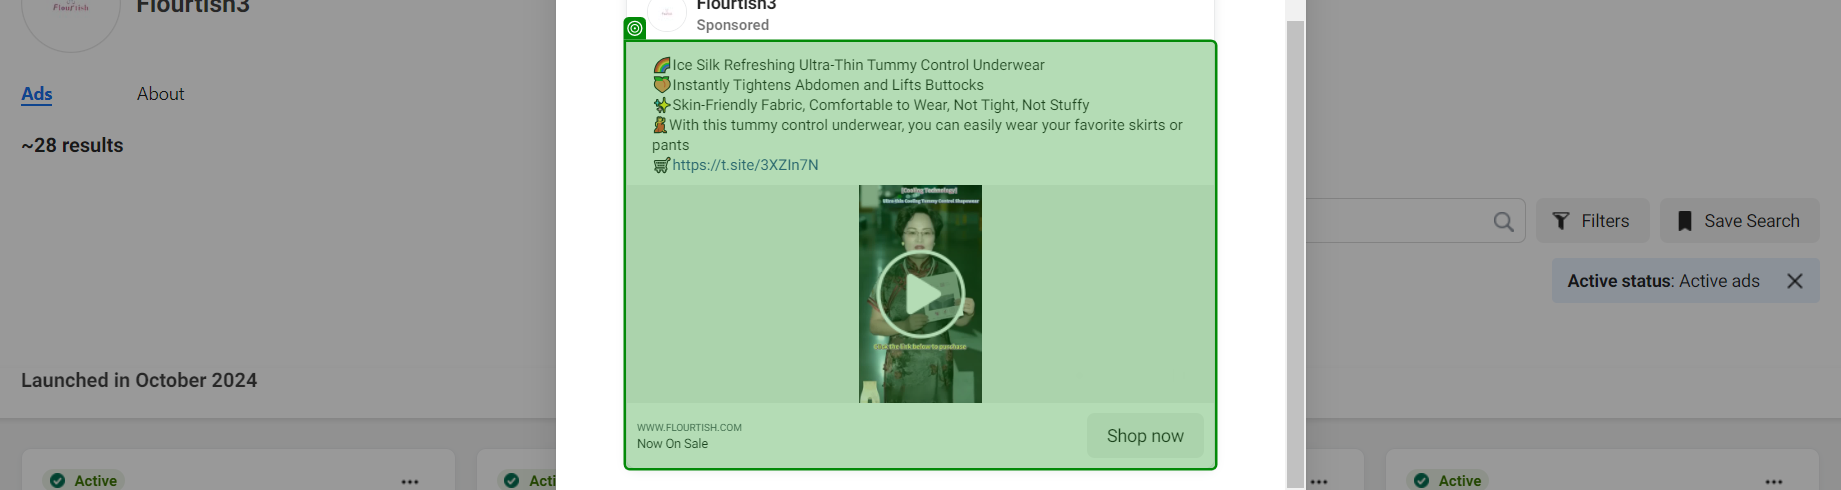 Flourtish
Flourtish3
Ads
About
~28 results
Launched in October 2024
Active
Acti
Flourtish3
Sponsored
🌈Ice Silk Refreshing Ultra-Thin Tummy Control Underwear
🍑Instantly Tightens Abdomen and Lifts Buttocks
✨Skin-Friendly Fabric, Comfortable to Wear, Not Tight, Not Stuffy
💃With this tummy control underwear, you can easily wear your favorite skirts or
pants
🛒https://t.site/3XZIn7N
[Cooling Technology]
Ultra-thin Cooling Tummy Control Shapewear
Click the link below to purchase
WWW.FLOURTISH.COM
Now On Sale
Shop now
Filters
Save Search
Active status: Active ads
Active